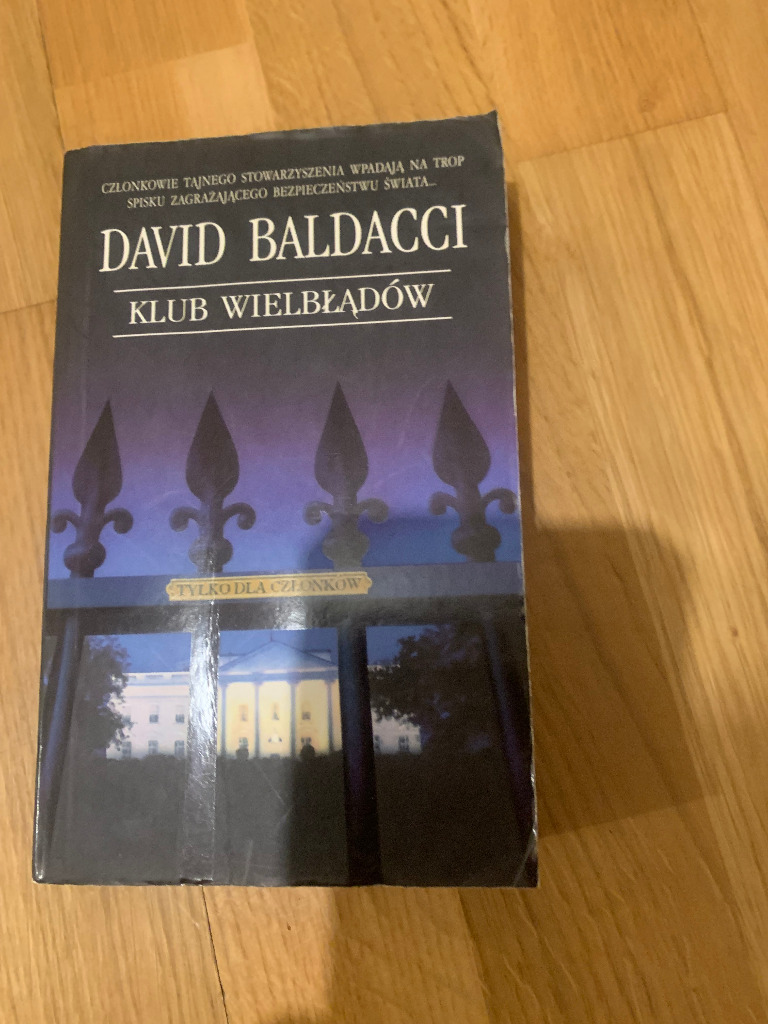 CZŁONKOWIE TAJNEGO STOWARZYSZENIA WPADAJĄ NA TROP
SPISKU ZAGRAŻAJĄCEGO BEZPIECZEŃSTWU ŚWIATA...
DAVID BALDACCI
KLUB WIELBŁĄDÓW
TYLKO DLA CZŁONKÓW